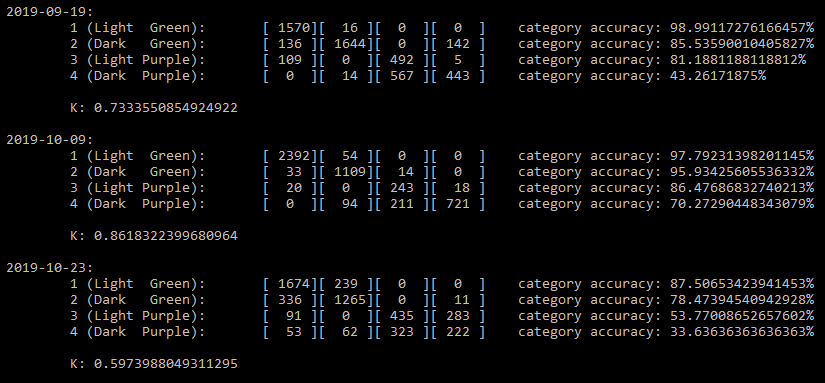 2019-09-19:
1 (Light  Green):       [ 1570][  16 ][  0  ][  0  ]    category accuracy: 98.99117276166457%
2 (Dark   Green):       [ 136 ][ 1644][  0  ][ 142 ]    category accuracy: 85.53590010405827%
3 (Light Purple):       [ 109 ][  0  ][ 492 ][  5  ]    category accuracy: 81.1881188118812%
4 (Dark  Purple):       [  0  ][  14 ][ 567 ][ 443 ]    category accuracy: 43.26171875%
K: 0.7333550854924922
2019-10-09:
1 (Light  Green):       [ 2392][  54 ][  0  ][  0  ]    category accuracy: 97.79231398201145%
2 (Dark   Green):       [  33 ][ 1109][  14 ][  0  ]    category accuracy: 95.93425605536332%
3 (Light Purple):       [  20 ][  0  ][ 243 ][  18 ]    category accuracy: 86.47686832740213%
4 (Dark  Purple):       [  0  ][  94 ][ 211 ][ 721 ]    category accuracy: 70.27290448343079%
K: 0.8618322399680964
2019-10-23:
1 (Light  Green):       [ 1674][ 239 ][  0  ][  0  ]    category accuracy: 87.50653423941453%
2 (Dark   Green):       [ 336 ][ 1265][  0  ][  11 ]    category accuracy: 78.47394540942928%
3 (Light Purple):       [  91 ][  0  ][ 435 ][ 283 ]    category accuracy: 53.77008652657602%
4 (Dark  Purple):       [  53 ][  62 ][ 323 ][ 222 ]    category accuracy: 33.63636363636363%
K: 0.5973988049311295